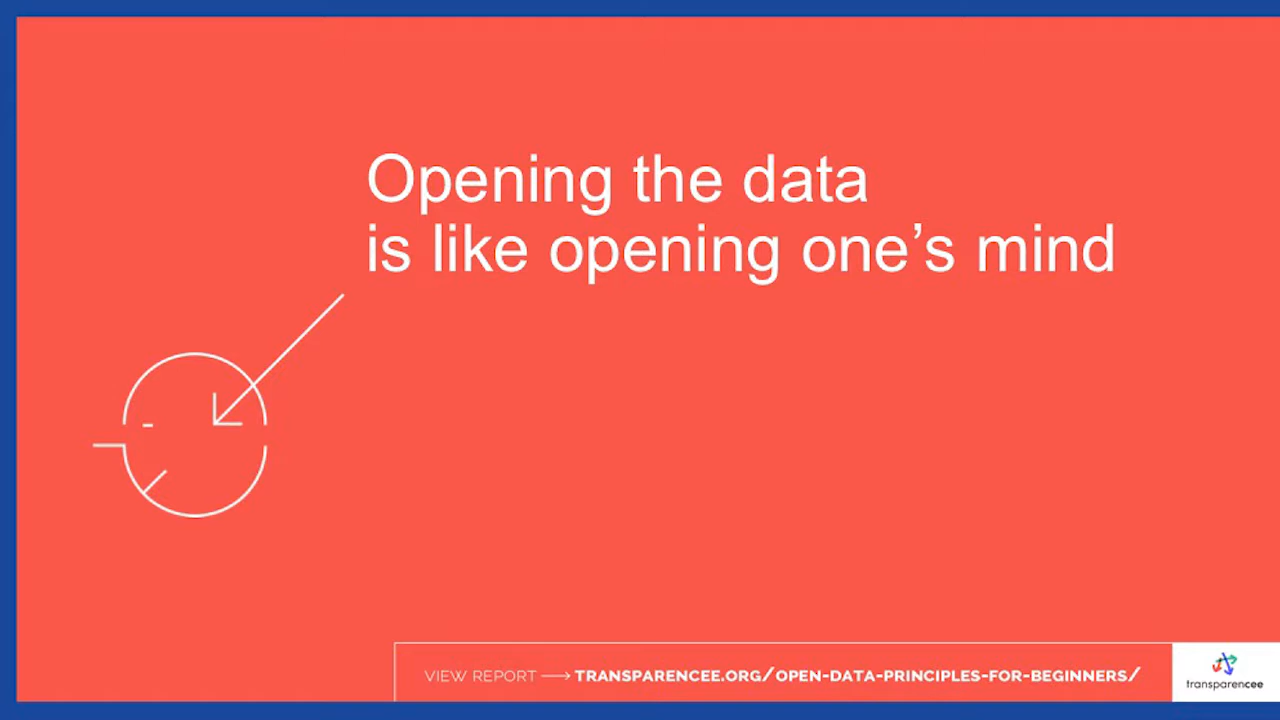 Opening the data
is like opening one’s mind
VIEW REPORT ⟶ TRANSPARENCEE.ORG/OPEN-DATA-PRINCIPLES-FOR-BEGINNERS/
transparencee